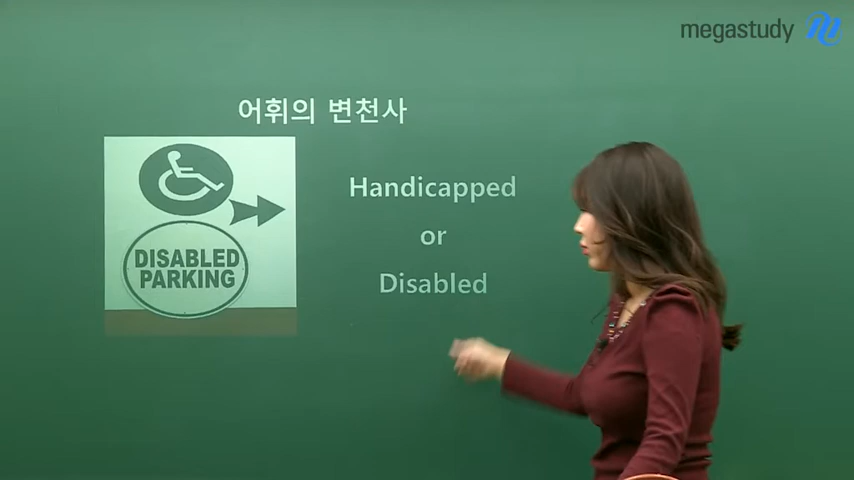 megastudy
어휘의 변천사
DISABLED
PARKING
Handicapped
or
Disabled